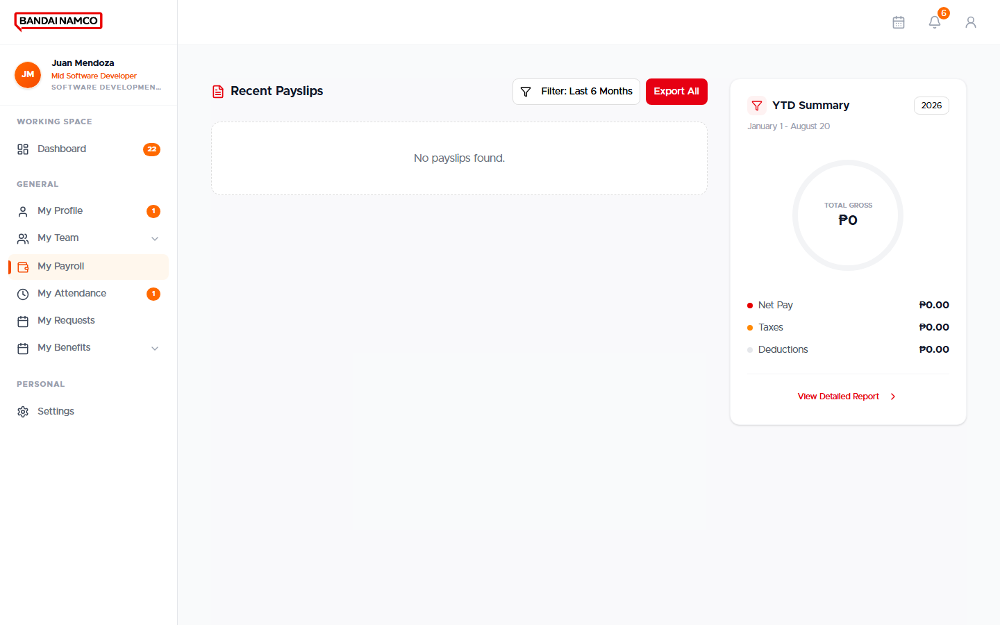 BANDAI NAMCO
6
JM
Juan Mendoza
Mid Software Developer
SOFTWARE DEVELOPMEN...
WORKING SPACE
Dashboard
22
GENERAL
My Profile
1
My Team
My Payroll
My Attendance
1
My Requests
My Benefits
PERSONAL
Settings
Recent Payslips
Filter: Last 6 Months
Export All
No payslips found.
YTD Summary
2026
January 1 - August 20
TOTAL GROSS
₱0
Net Pay
₱0.00
Taxes
₱0.00
Deductions
₱0.00
View Detailed Report